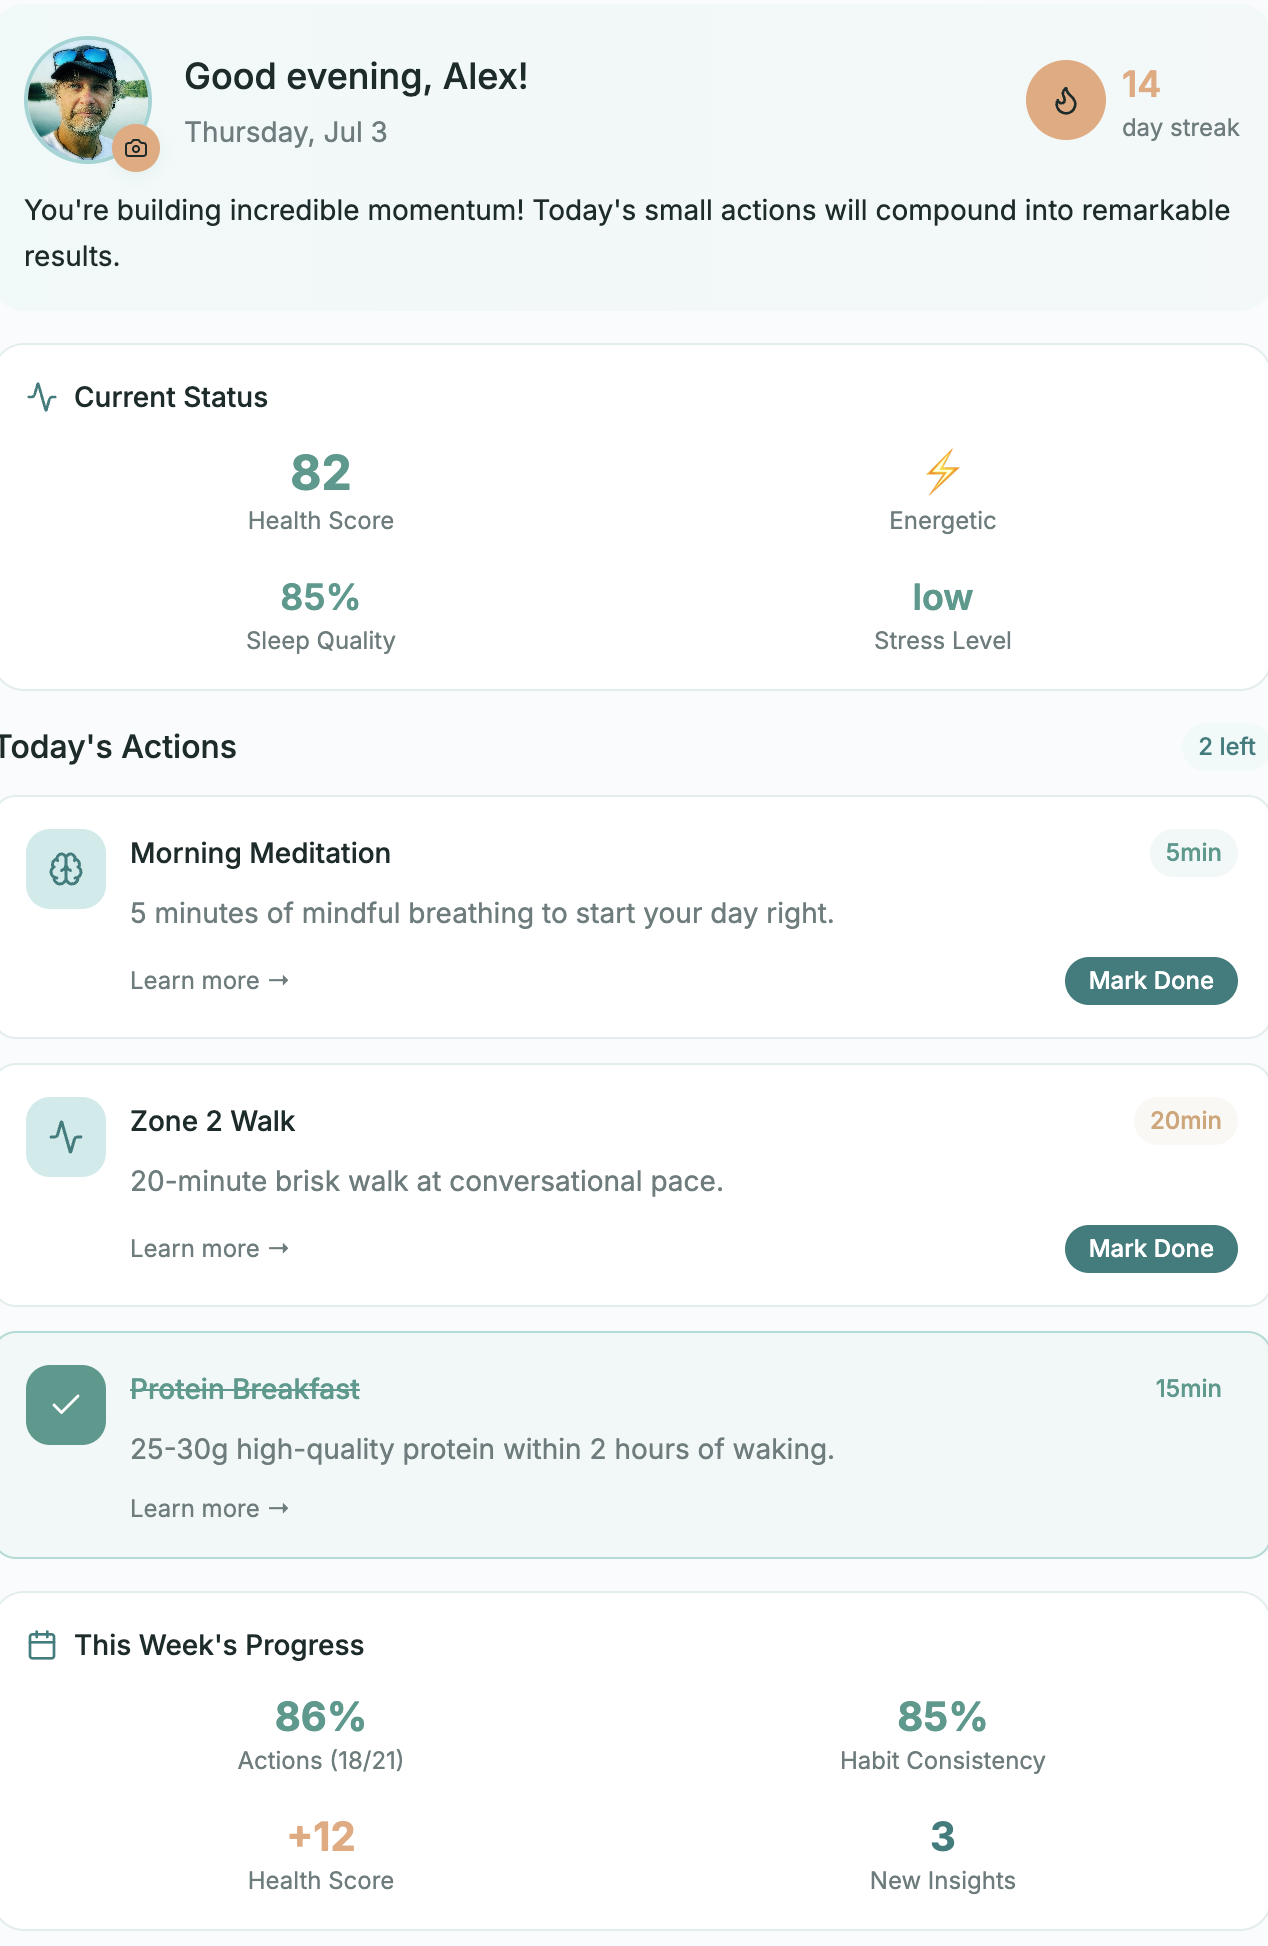 Good evening, Alex!
Thursday, Jul 3
14
day streak
You're building incredible momentum! Today's small actions will compound into remarkable
results.
Current Status
82
Health Score
⚡
Energetic
85%
Sleep Quality
low
Stress Level
Today's Actions
2 left
Morning Meditation
5min
5 minutes of mindful breathing to start your day right.
Learn more →
Mark Done
Zone 2 Walk
20min
20-minute brisk walk at conversational pace.
Learn more →
Mark Done
Protein Breakfast
15min
25-30g high-quality protein within 2 hours of waking.
Learn more →
This Week's Progress
86%
Actions (18/21)
85%
Habit Consistency
+12
Health Score
3
New Insights